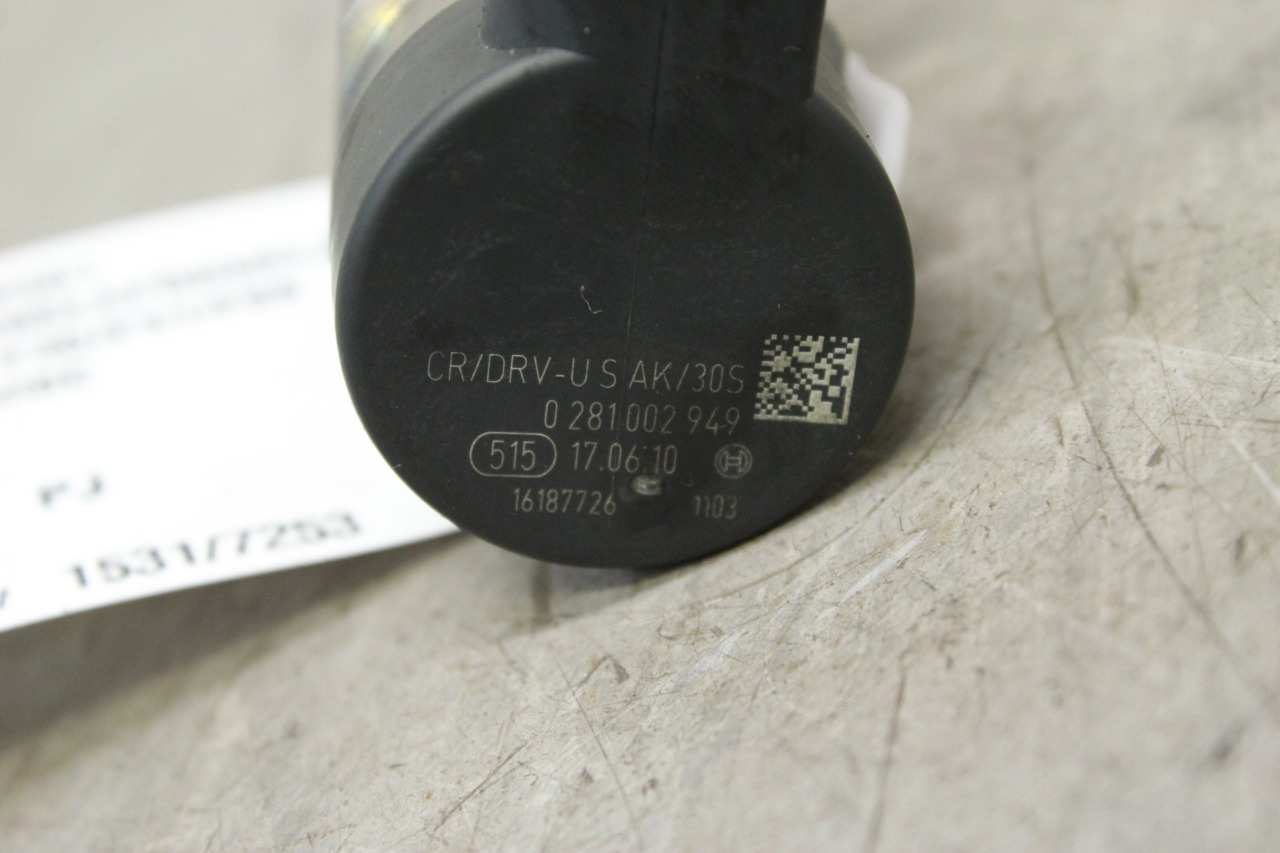 CR/DRV-U S AK/30S
0 281 002 949
515 17.06.10
16187726 1103
PJ
1531/7253